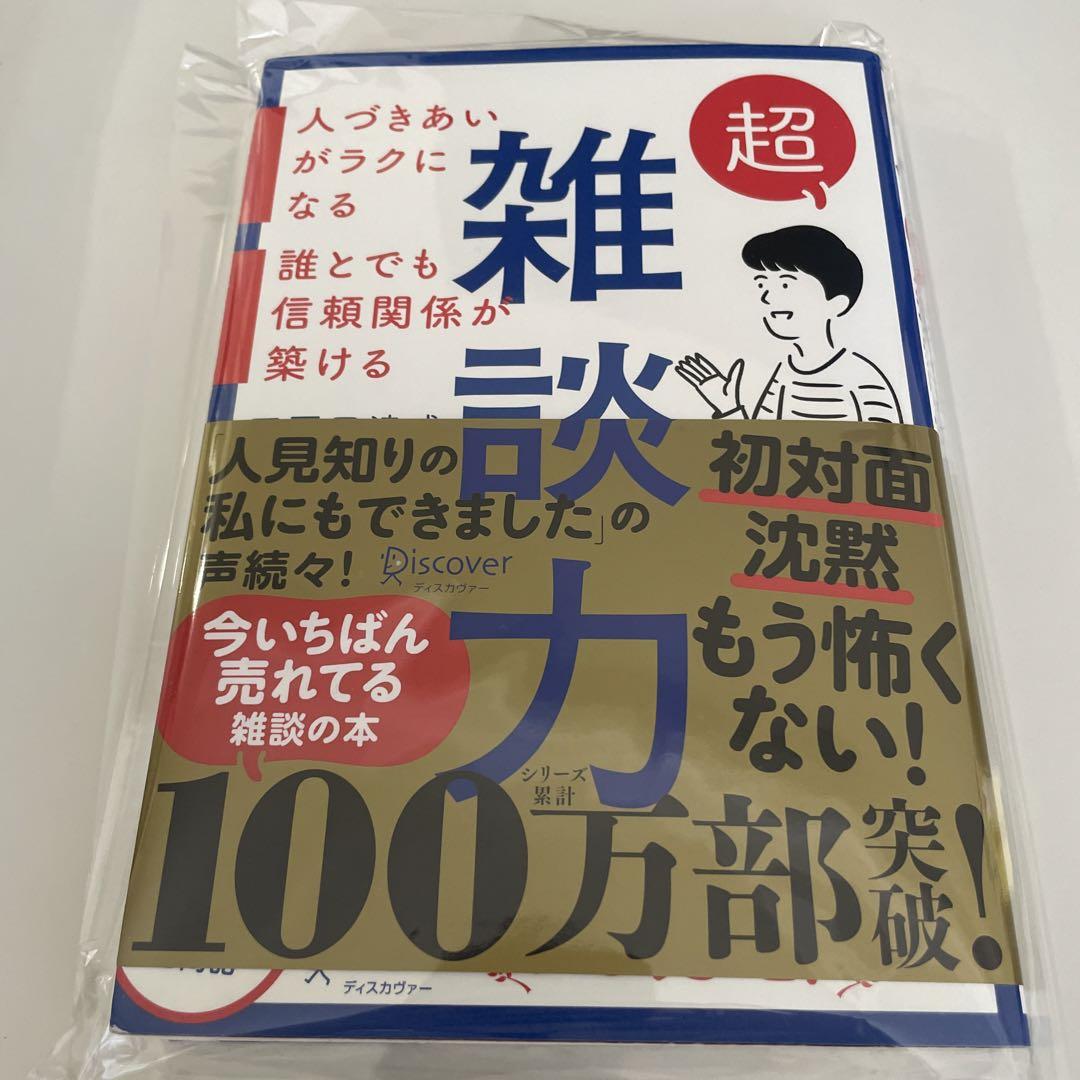 超
雑談力
人づきあい
がラクに
なる
誰とでも
信頼関係が
築ける
「人見知りの
私にもできました」の
声続々!
Discover
ディスカヴァー
初対面
沈黙
もう怖く
ない!
今いちばん
売れてる
雑談の本
シリーズ
累計
100万部突破!
ディスカヴァー